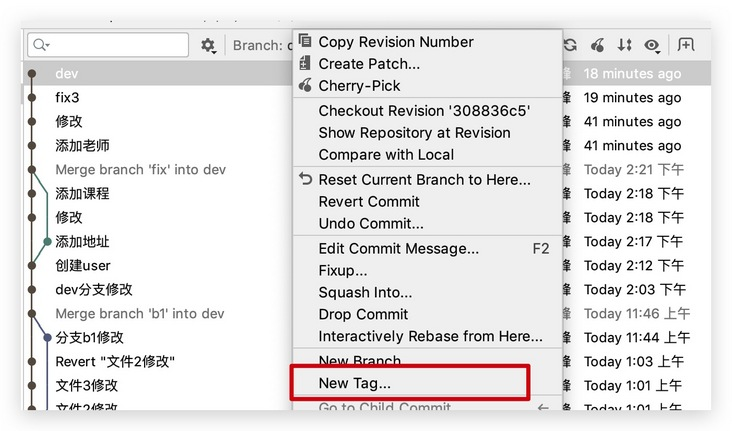 Branch:
dev 18 minutes ago
fix3 19 minutes ago
修改 41 minutes ago
添加老师 41 minutes ago
Merge branch 'fix' into dev Today 2:21 下午
添加课程 Today 2:18 下午
修改 Today 2:18 下午
添加地址 Today 2:17 下午
创建user Today 2:12 下午
dev分支修改 Today 2:03 下午
Merge branch 'b1' into dev Today 11:46 上午
分支b1修改 Today 11:44 上午
Revert "文件2修改" Today 1:03 上午
文件3修改 Today 1:01 上午
文件2修改 Today 1:01 上午
Copy Revision Number
Create Patch...
Cherry-Pick
Checkout Revision '308836c5'
Show Repository at Revision
Compare with Local
Reset Current Branch to Here...
Revert Commit
Undo Commit...
Edit Commit Message... F2
Fixup...
Squash Into...
Drop Commit
Interactively Rebase from Here...
New Branch...
New Tag...
Go to Child Commit ←